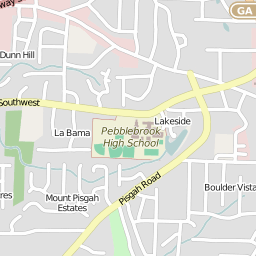 GA
Dunn Hill
Southwest
Lakeside
La Bama
Pebblebrook
High School
Mount Pisgah
Estates
Pisgah Road
Boulder Vista